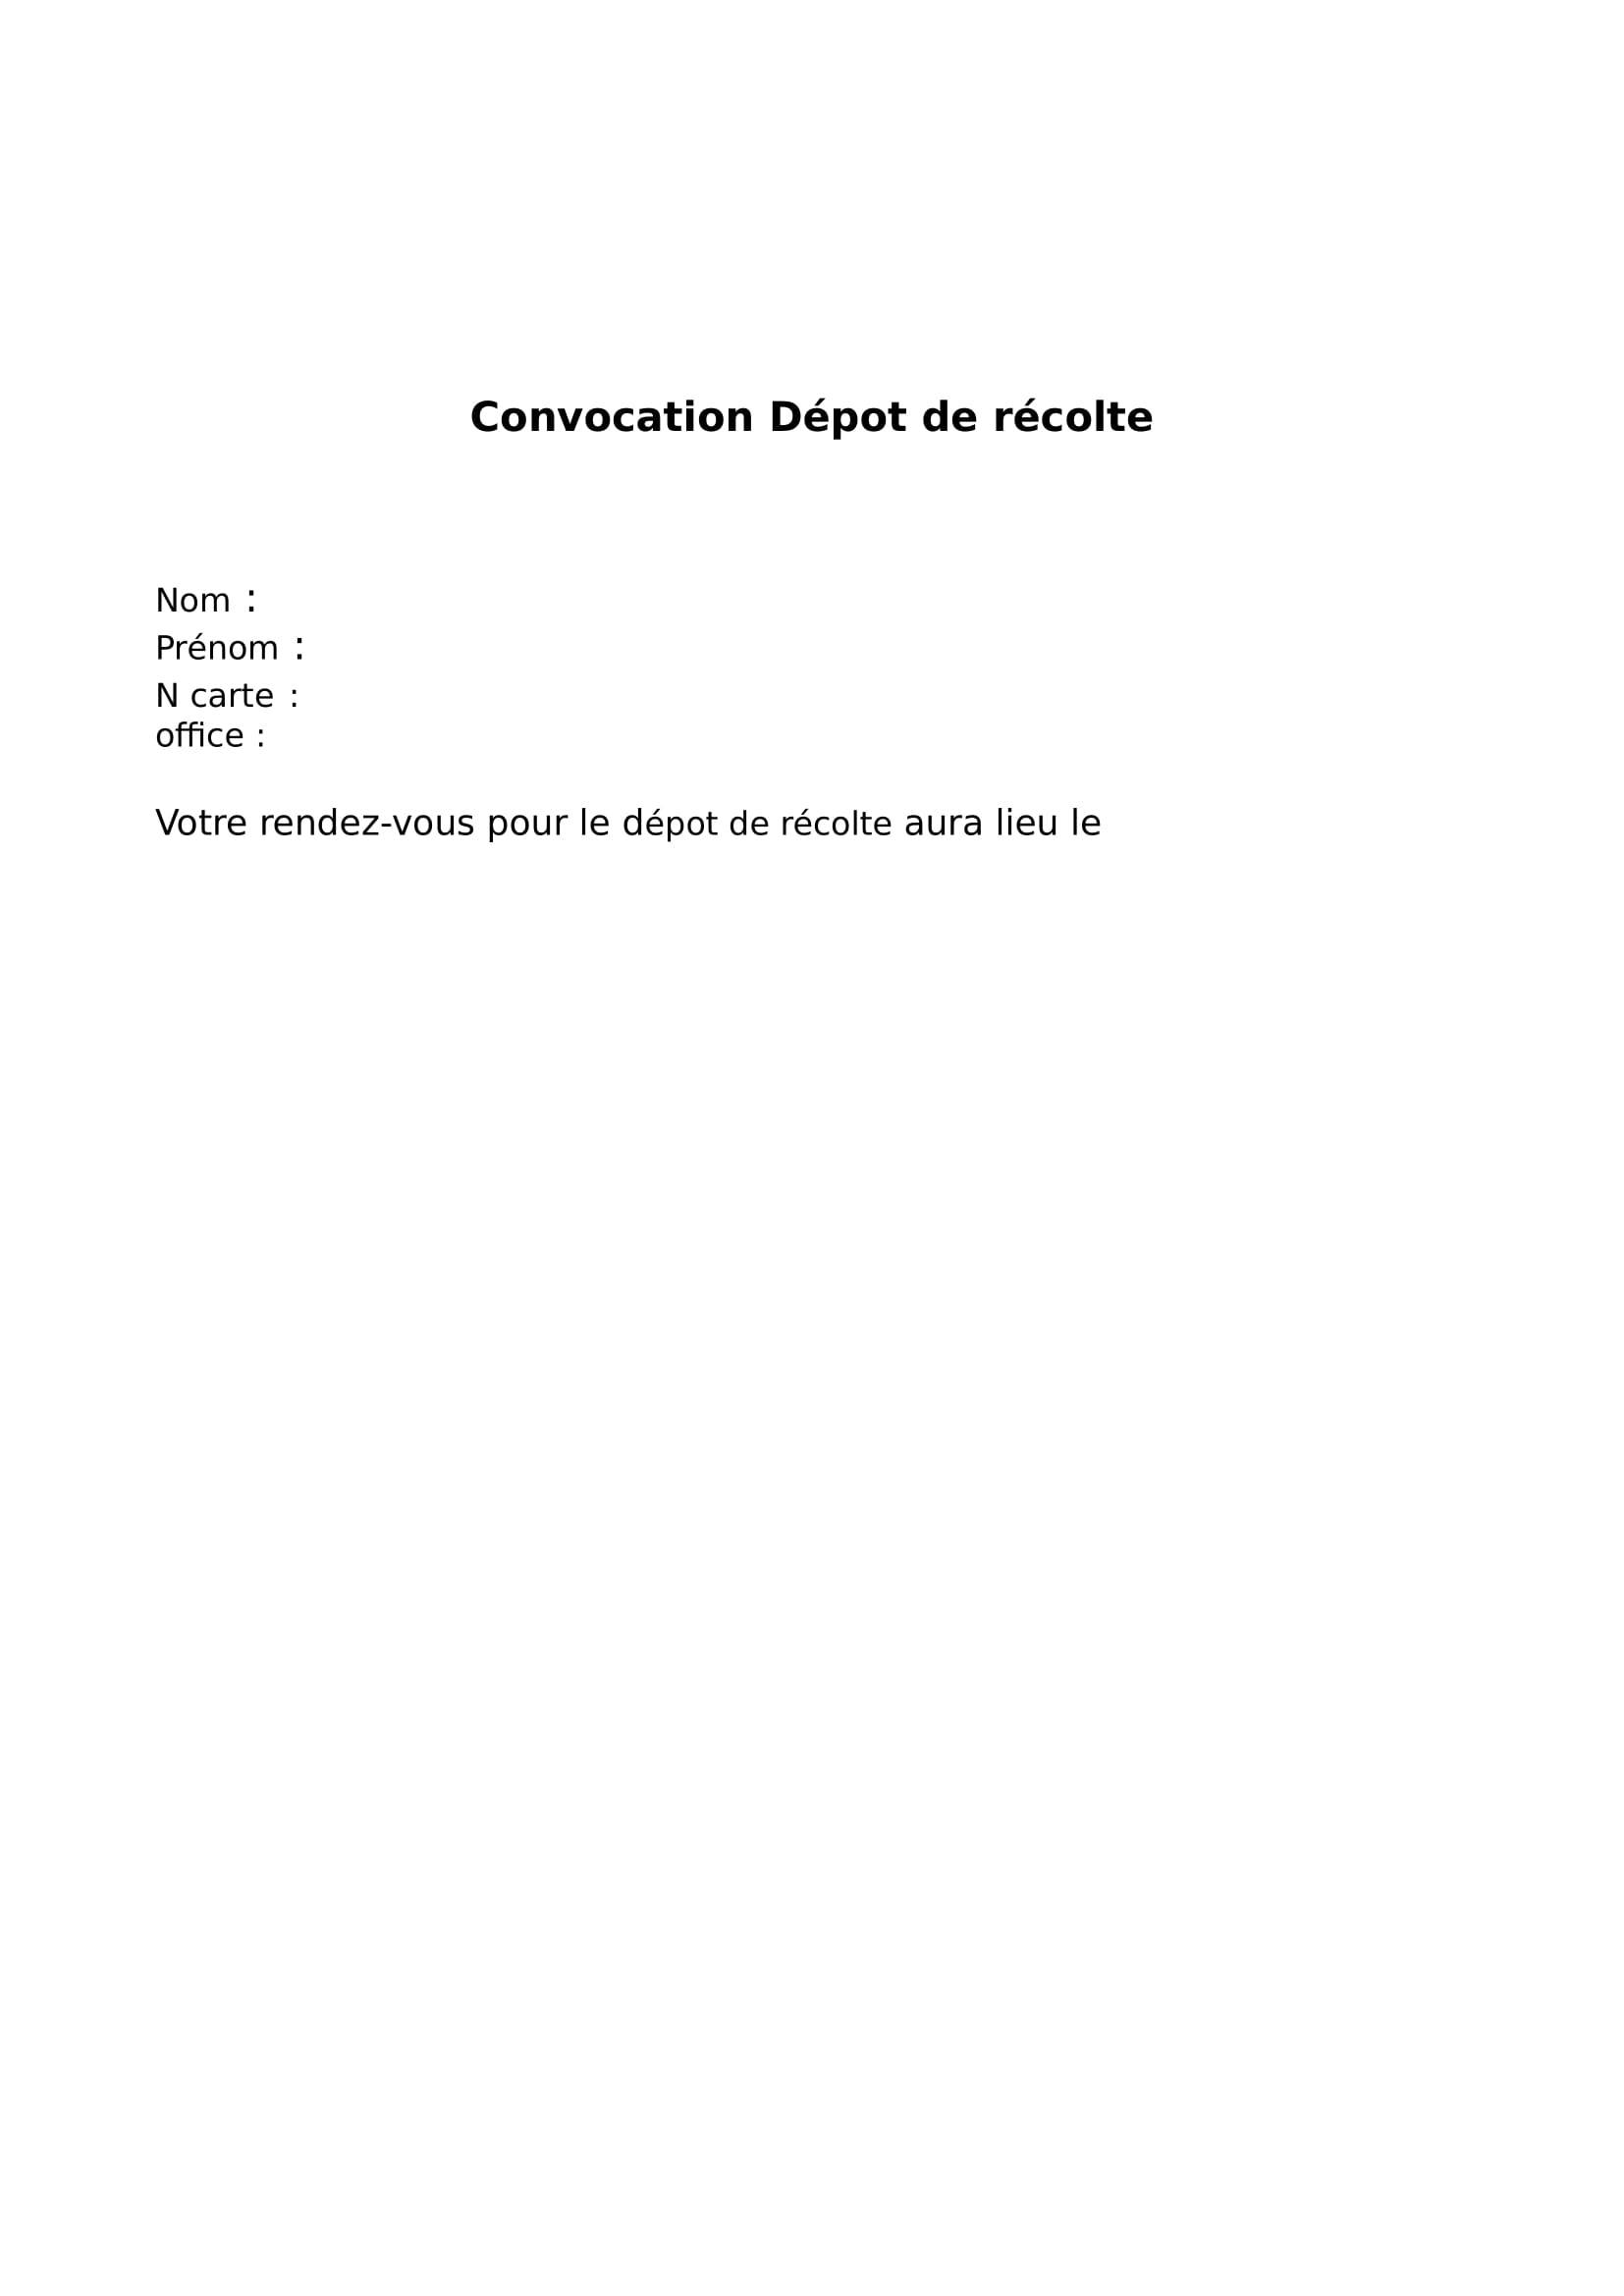 Convocation Dépot de récolte
Nom :
Prénom :
N carte :
office :
Votre rendez-vous pour le dépot de récolte aura lieu le